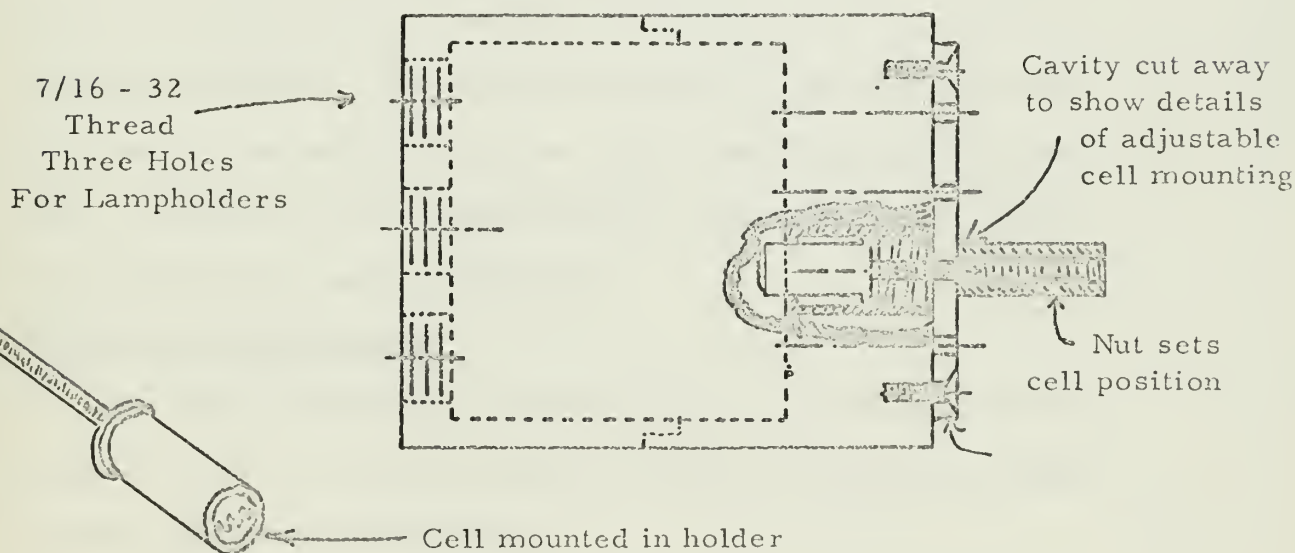 7/16 - 32
Thread
Three Holes
For Lampholders
Cavity cut away
to show details
of adjustable
cell mounting
Nut sets
cell position
Cell mounted in holder